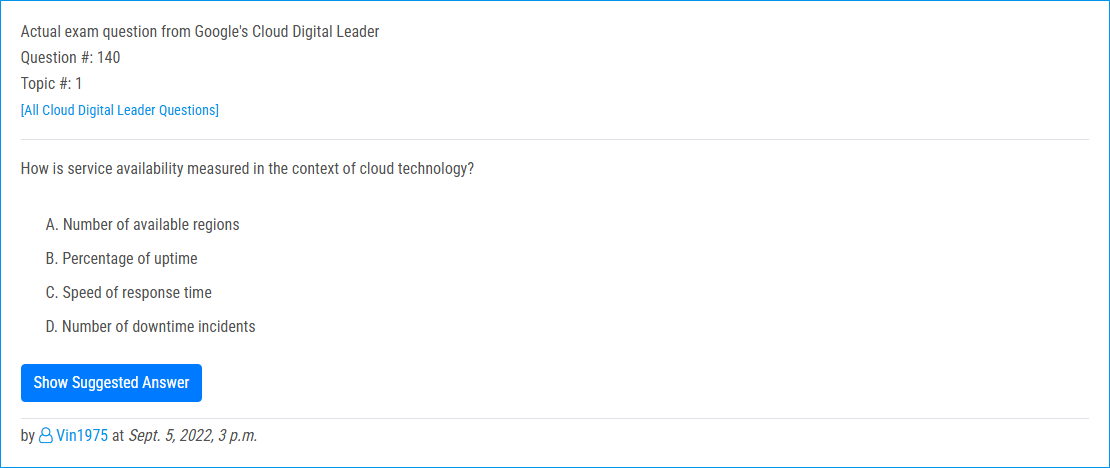 Actual exam question from Google's Cloud Digital Leader
Question #: 140
Topic #: 1
[All Cloud Digital Leader Questions]
How is service availability measured in the context of cloud technology?
A. Number of available regions
B. Percentage of uptime
C. Speed of response time
D. Number of downtime incidents
Show Suggested Answer
by Vin1975 at Sept. 5, 2022, 3 p.m.